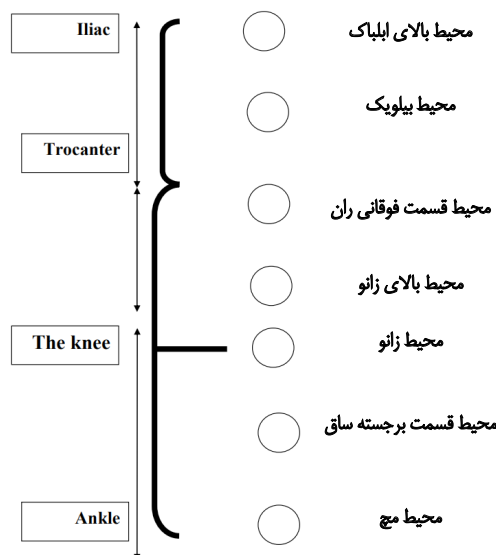 Iliac
محیط بالای ابلباک
محیط بیلویک
Trocanter
محیط قسمت فوقانی ران
محیط بالای زانو
The knee
محیط زانو
محیط قسمت برجسته ساق
Ankle
محیط مچ